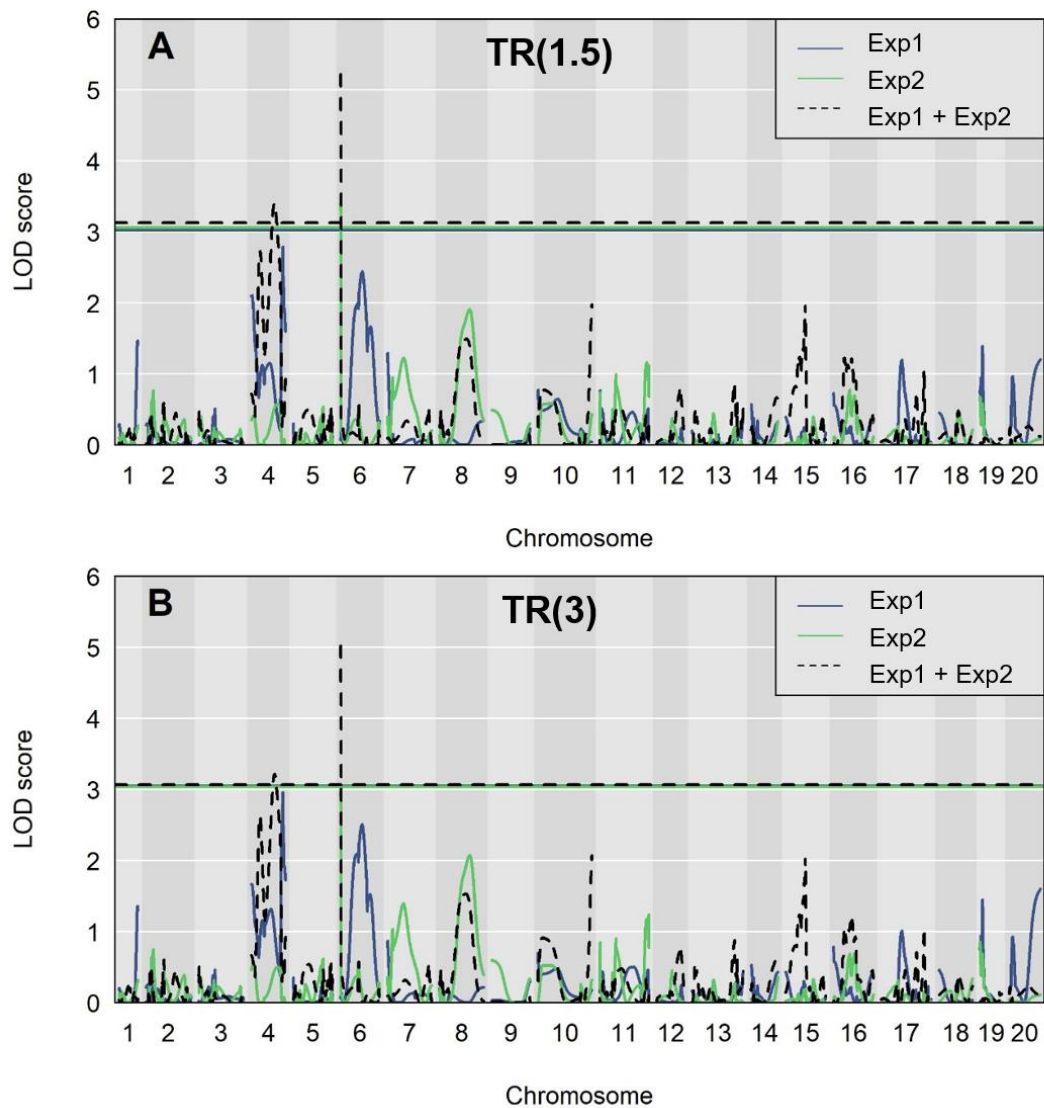 A
TR(1.5)
Exp1
Exp2
Exp1 + Exp2
6
5
4
3
2
1
0
LOD score
1 2 3 4 5 6 7 8 9 10 11 12 13 14 15 16 17 18 19 20
Chromosome
B
TR(3)
Exp1
Exp2
Exp1 + Exp2
6
5
4
3
2
1
0
LOD score
1 2 3 4 5 6 7 8 9 10 11 12 13 14 15 16 17 18 19 20
Chromosome